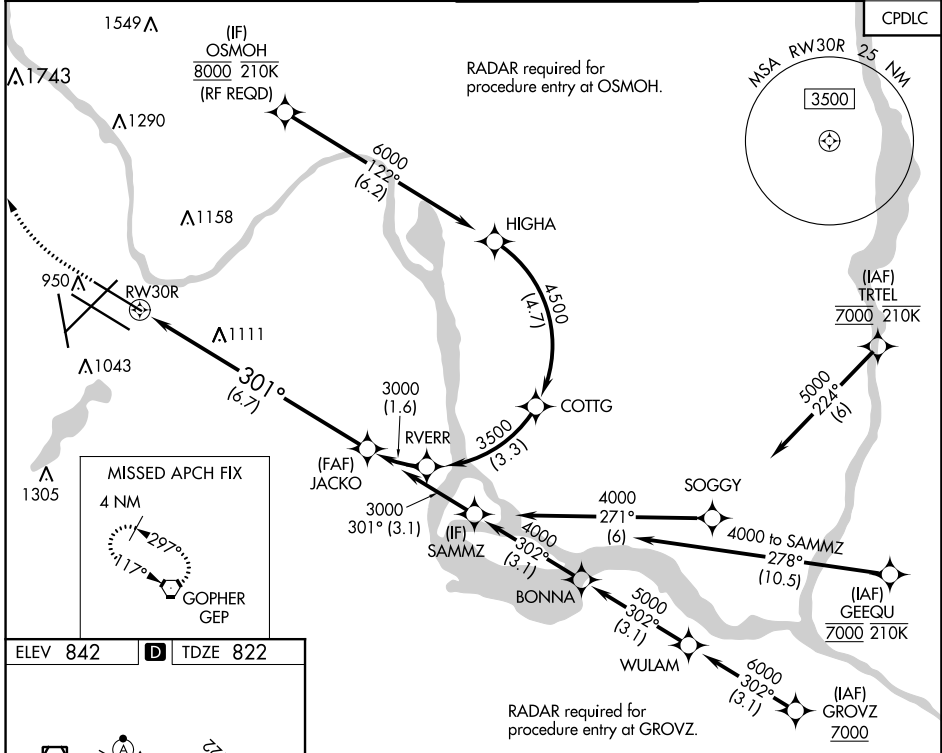 CPDLC
1549
(IF)
OSMOH
8000 210K
(RF REQD)
RADAR required for
procedure entry at OSMOH.
MSA RW30R 25 NM
3500
1743
1290
6000
122°
(6.2)
1158
HIGHA
4500
(4.7)
(IAF)
TRTEL
7000 210K
950
RW30R
1111
1043
301°
(6.7)
3000
(1.6)
COTTG
5000
224°
(6)
RVERR
3500
(3.3)
(FAF)
JACKO
1305
MISSED APCH FIX
4 NM
297°
117°
GOPHER
GEP
3000
301° (3.1)
(IF)
SAMMZ
SOGGY
4000
271°
(6)
4000 to SAMMZ
278°
(10.5)
4000
302°
(3.1)
BONNA
(IAF)
GEEQU
7000 210K
5000
302°
(3.1)
WULAM
6000
302°
(3.1)
(IAF)
GROVZ
7000
RADAR required for
procedure entry at GROVZ.
ELEV 842 D TDZE 822
A
22